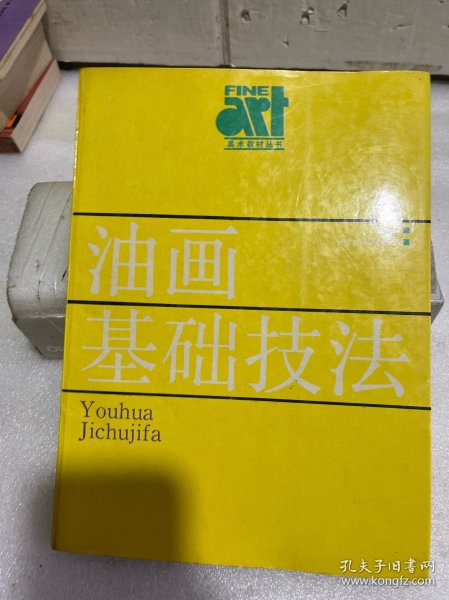 FINE
art
美术教材丛书
油画
基础技法
Youhua
Jichujifa
孔夫子旧书网
www.kongfz.com